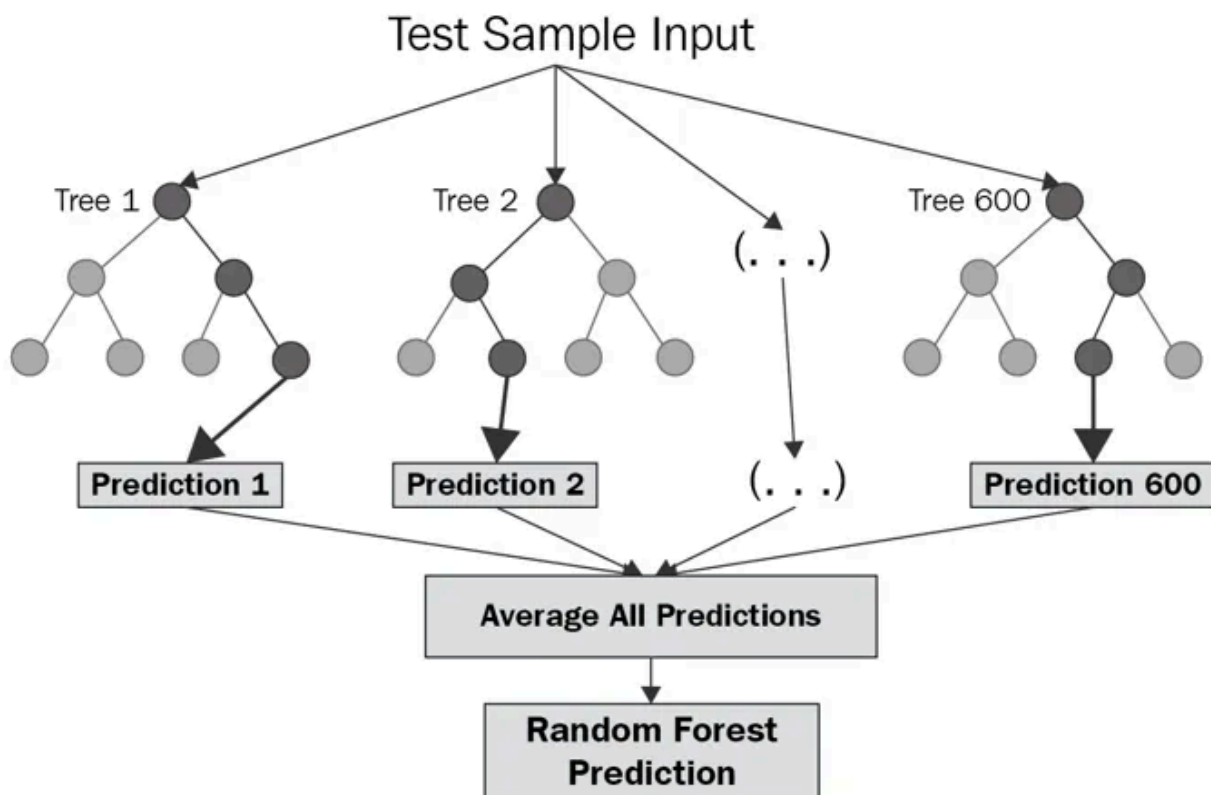 Test Sample Input
Tree 1
Tree 2
Tree 600
(. . .)
(. . .)
Prediction 1
Prediction 2
Prediction 600
Average All Predictions
Random Forest
Prediction